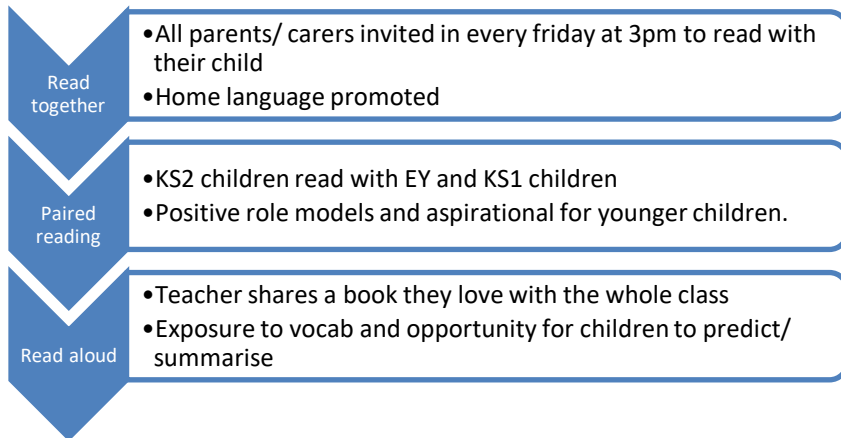 Read
together
•All parents/ carers invited in every friday at 3pm to read with
their child
•Home language promoted
Paired
reading
•KS2 children read with EY and KS1 children
•Positive role models and aspirational for younger children.
Read aloud
•Teacher shares a book they love with the whole class
•Exposure to vocab and opportunity for children to predict/
summarise